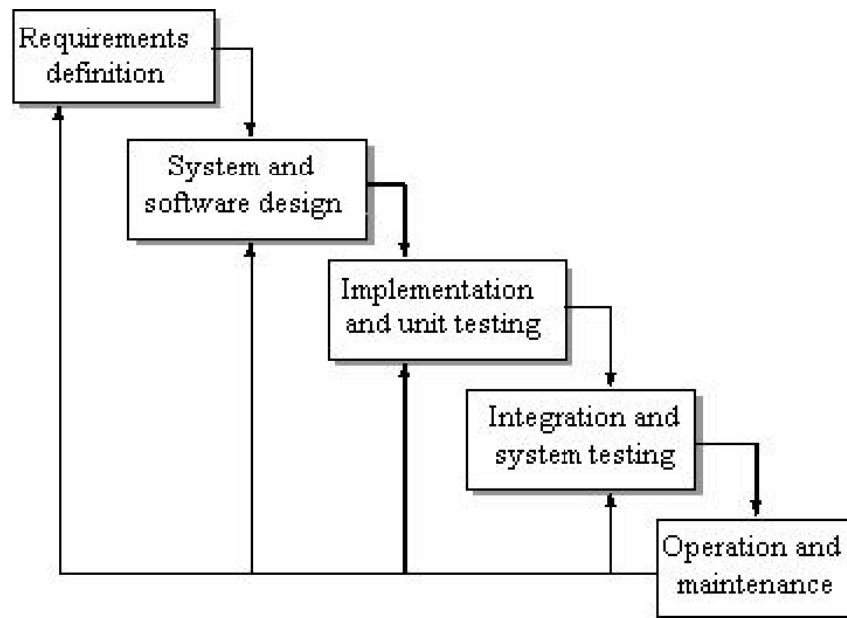 Requirements
definition
System and
software design
Implementation
and unit testing
Integration and
system testing
Operation and
maintenance